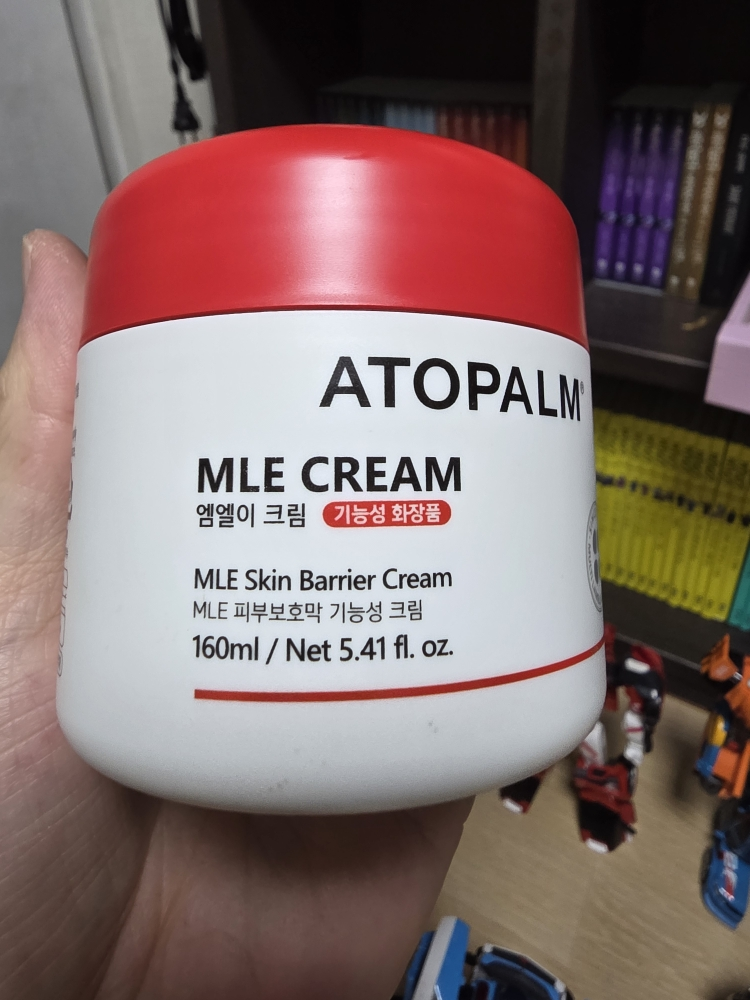 ATOPALM®
MLE CREAM
엠엘이 크림 기능성 화장품
MLE Skin Barrier Cream
MLE 피부보호막 기능성 크림
160ml / Net 5.41 fl. oz.